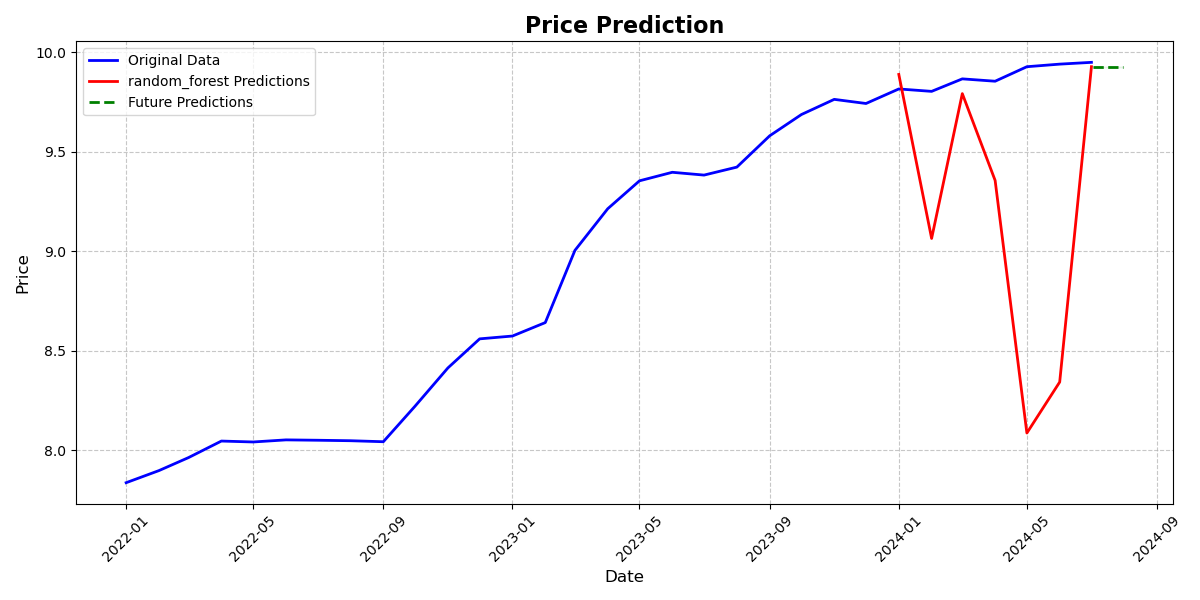 Price Prediction
Original Data
random_forest Predictions
Future Predictions
Price
10.0
9.5
9.0
8.5
8.0
2022-01
2022-05
2022-09
2023-01
2023-05
2023-09
2024-01
2024-05
2024-09
Date